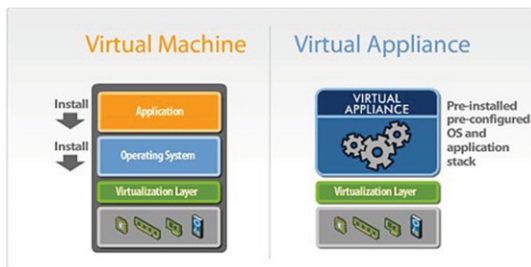 Virtual Machine
Install
Application
Install
Operating System
Virtualization Layer
Virtual Appliance
VIRTUAL
APPLIANCE
Pre-installed
pre-configured
OS and
application
stack
Virtualization Layer